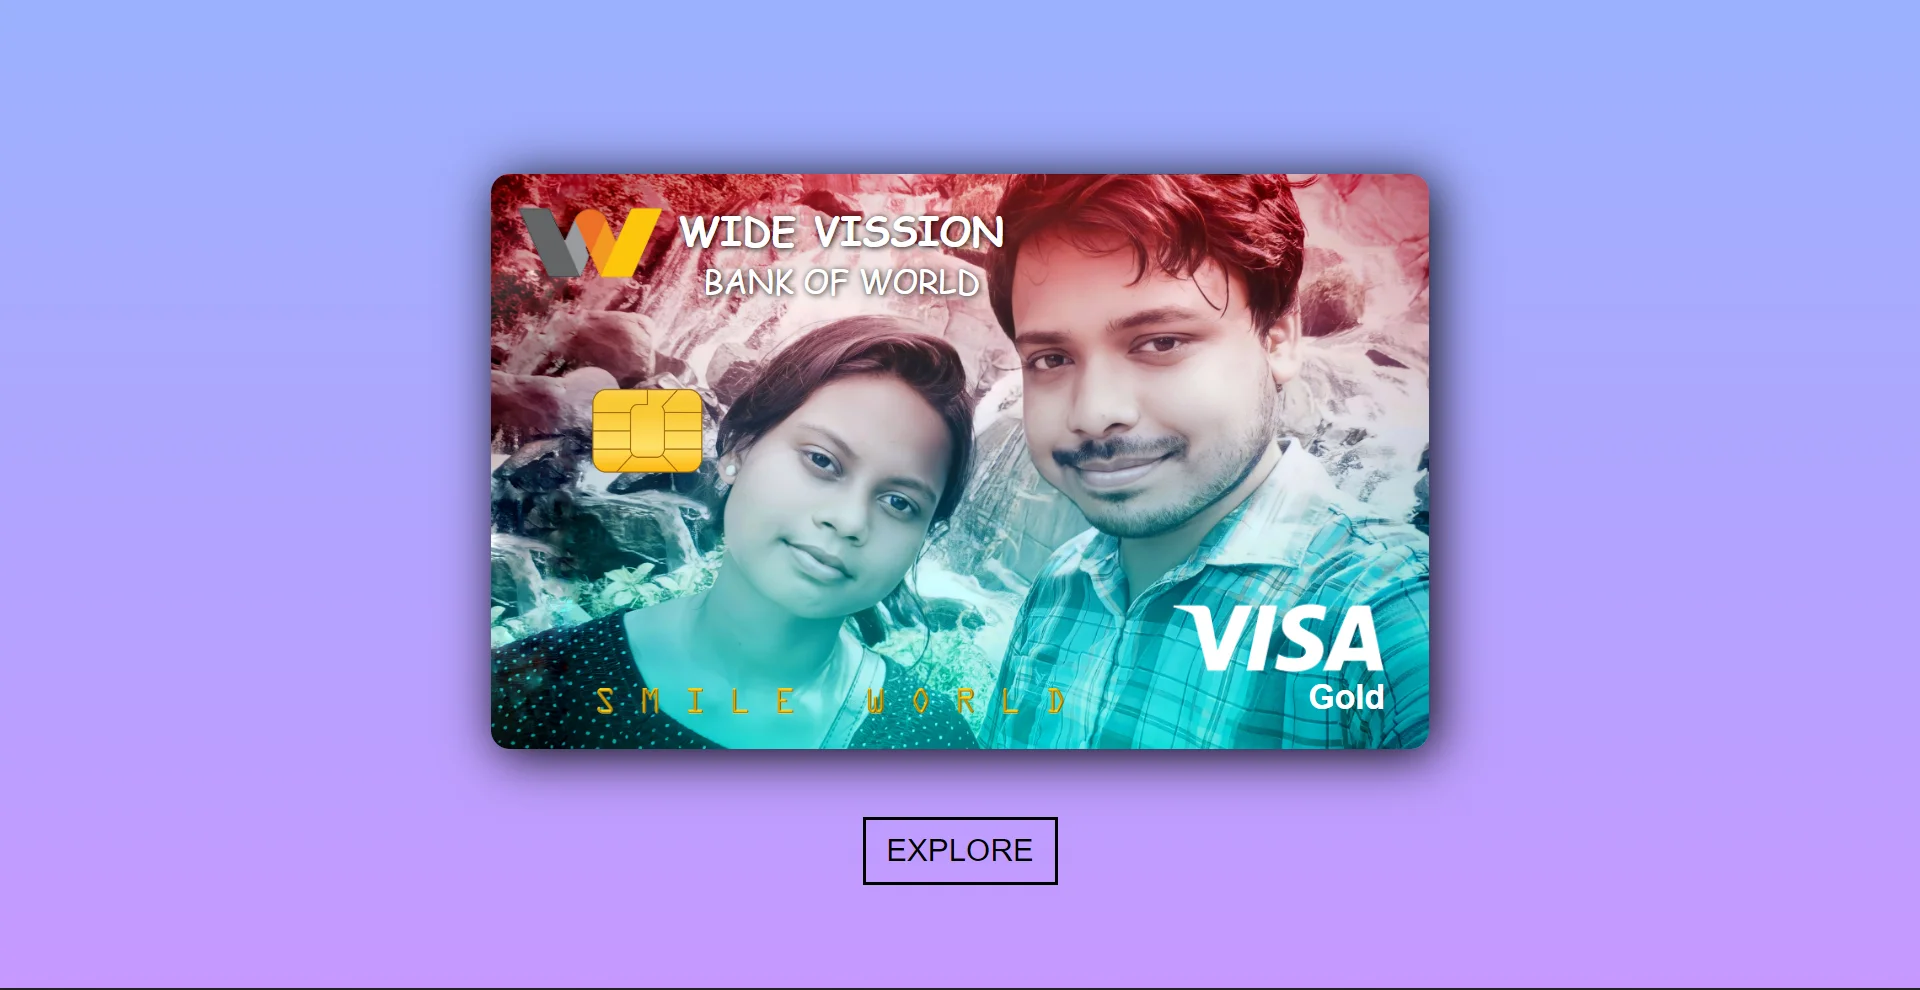 WIDE VISSION
BANK OF WORLD
VISA
Gold
SMILE WORLD
EXPLORE